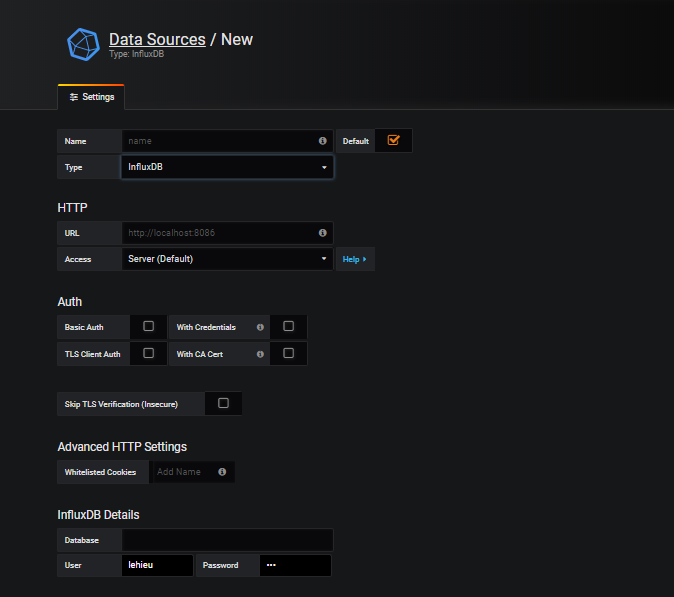 Data Sources / New
Type: InfluxDB
Settings
Name name Default
Type InfluxDB
HTTP
URL http://localhost:8086
Access Server (Default) Help
Auth
Basic Auth With Credentials
TLS Client Auth With CA Cert
Skip TLS Verification (Insecure)
Advanced HTTP Settings
Whitelisted Cookies Add Name
InfluxDB Details
Database
User lehieu Password •••